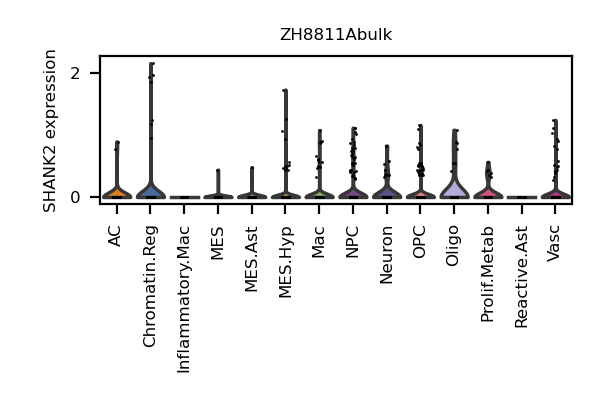 ZH8811Abulk
SHANK2 expression
2
0
AC
Chromatin.Reg
Inflammatory.Mac
MES
MES.Ast
MES.Hyp
Mac
NPC
Neuron
OPC
Oligo
Prolif.Metab
Reactive.Ast
Vasc